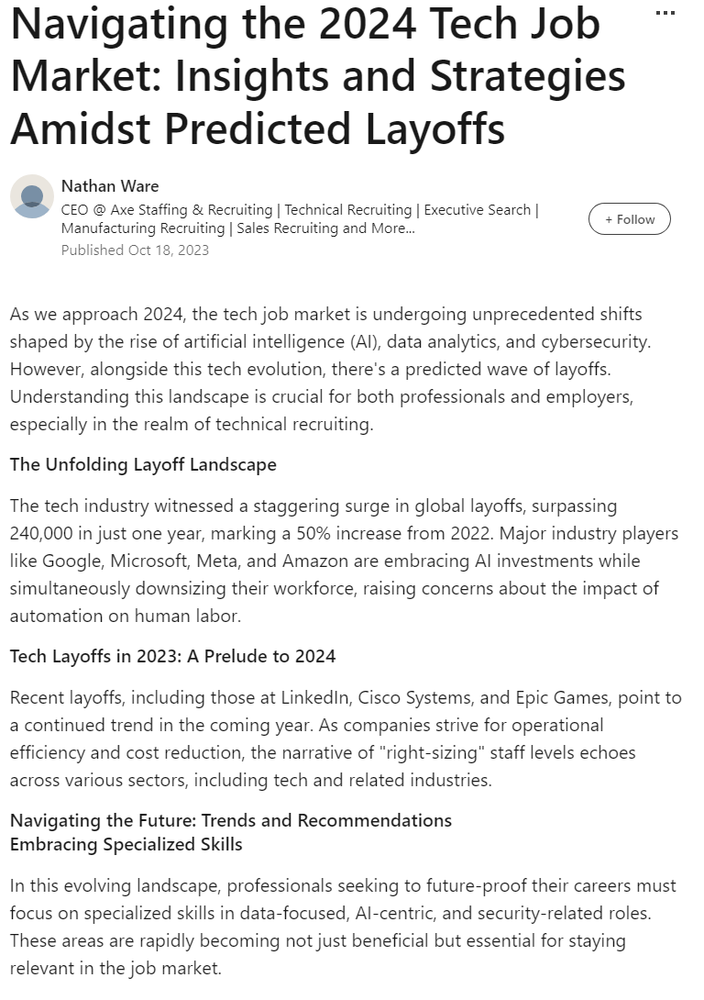 Navigating the 2024 Tech Job
Market: Insights and Strategies
Amidst Predicted Layoffs
Nathan Ware
CEO @ Axe Staffing & Recruiting | Technical Recruiting | Executive Search |
Manufacturing Recruiting | Sales Recruiting and More...
+ Follow
Published Oct 18, 2023
As we approach 2024, the tech job market is undergoing unprecedented shifts
shaped by the rise of artificial intelligence (AI), data analytics, and cybersecurity.
However, alongside this tech evolution, there's a predicted wave of layoffs.
Understanding this landscape is crucial for both professionals and employers,
especially in the realm of technical recruiting.
The Unfolding Layoff Landscape
The tech industry witnessed a staggering surge in global layoffs, surpassing
240,000 in just one year, marking a 50% increase from 2022. Major industry players
like Google, Microsoft, Meta, and Amazon are embracing AI investments while
simultaneously downsizing their workforce, raising concerns about the impact of
automation on human labor.
Tech Layoffs in 2023: A Prelude to 2024
Recent layoffs, including those at LinkedIn, Cisco Systems, and Epic Games, point to
a continued trend in the coming year. As companies strive for operational
efficiency and cost reduction, the narrative of "right-sizing" staff levels echoes
across various sectors, including tech and related industries.
Navigating the Future: Trends and Recommendations
Embracing Specialized Skills
In this evolving landscape, professionals seeking to future-proof their careers must
focus on specialized skills in data-focused, AI-centric, and security-related roles.
These areas are rapidly becoming not just beneficial but essential for staying
relevant in the job market.